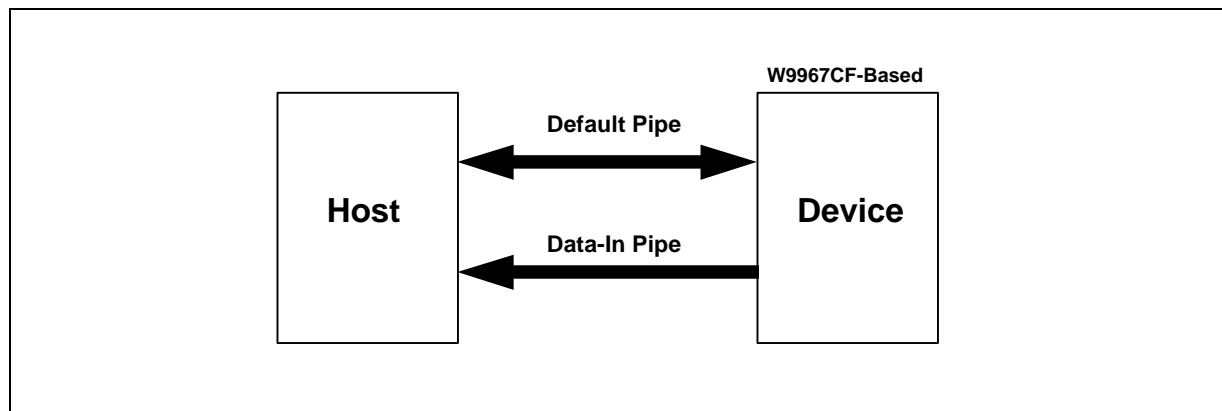 W9967CF-Based
Default Pipe
Host
Device
Data-In Pipe